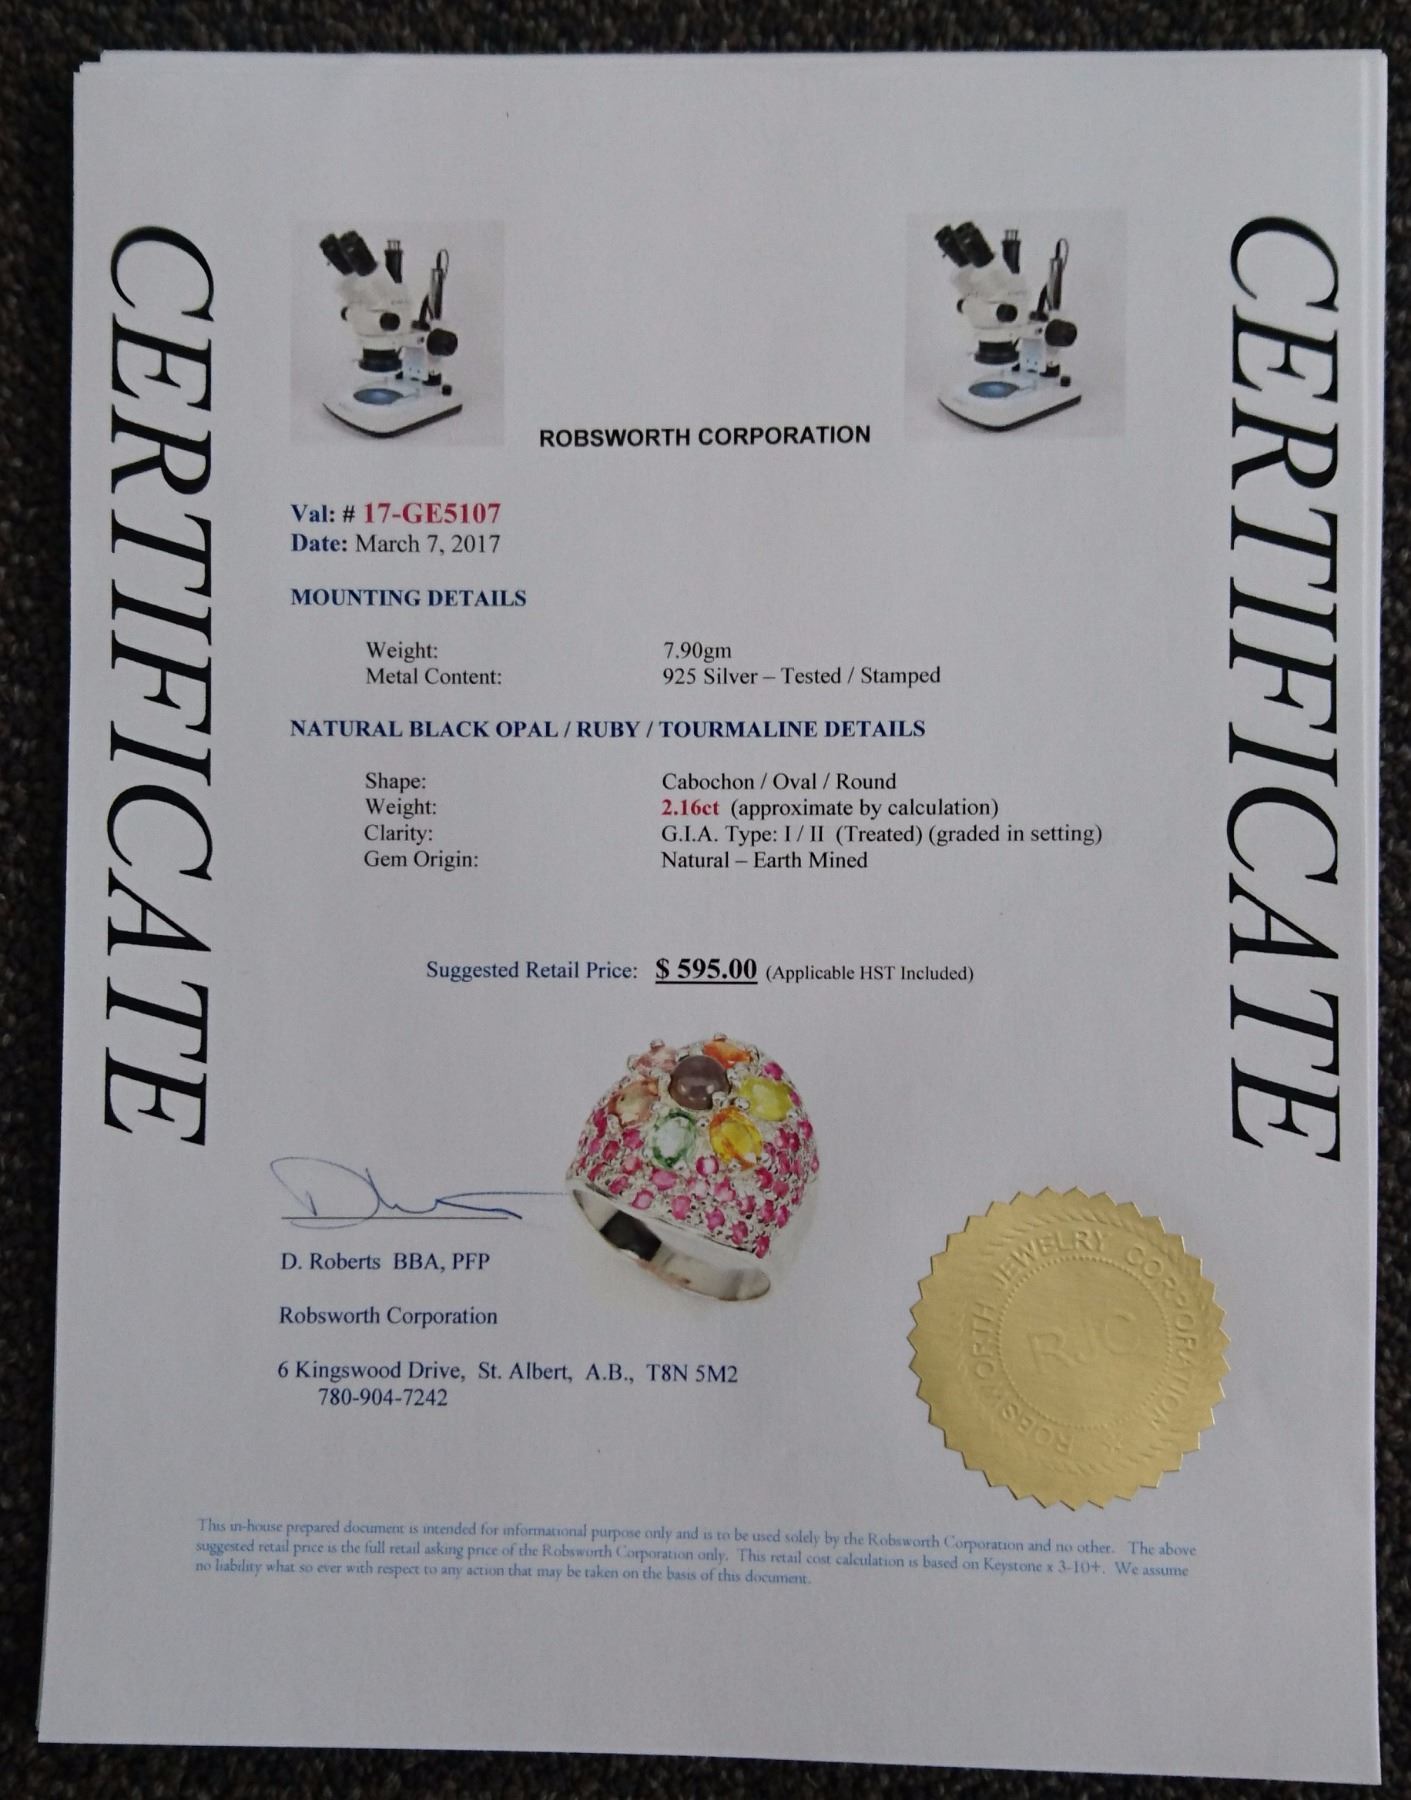 CERTIFICATE
CERTIFICATE
ROBSWORTH CORPORATION
Val: # 17-GE5107
Date: March 7, 2017
MOUNTING DETAILS
Weight: 7.90gm
Metal Content: 925 Silver – Tested / Stamped
NATURAL BLACK OPAL / RUBY / TOURMALINE DETAILS
Shape: Cabochon / Oval / Round
Weight: 2.16ct (approximate by calculation)
Clarity: G.I.A. Type: I / II (Treated) (graded in setting)
Gem Origin: Natural – Earth Mined
Suggested Retail Price: $ 595.00 (Applicable HST Included)
D. Roberts BBA, PFP
Robsworth Corporation
6 Kingswood Drive, St. Albert, A.B., T8N 5M2
780-904-7242
ROBSWORTH JEWELRY CORPORATION
RJC
This in-house prepared document is intended for informational purpose only and is to be used solely by the Robsworth Corporation and no other. The above
suggested retail price is the full retail asking price of the Robsworth Corporation only. This retail cost calculation is based on Keystone x 3-10+. We assume
no liability what so ever with respect to any action that may be taken on the basis of this document.